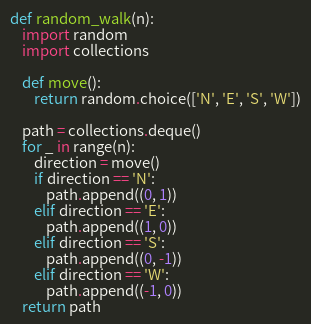 def random_walk(n):
    import random
    import collections

    def move():
        return random.choice(['N', 'E', 'S', 'W'])

    path = collections.deque()
    for _ in range(n):
        direction = move()
        if direction == 'N':
            path.append((0, 1))
        elif direction == 'E':
            path.append((1, 0))
        elif direction == 'S':
            path.append((0, -1))
        elif direction == 'W':
            path.append((-1, 0))
    return path